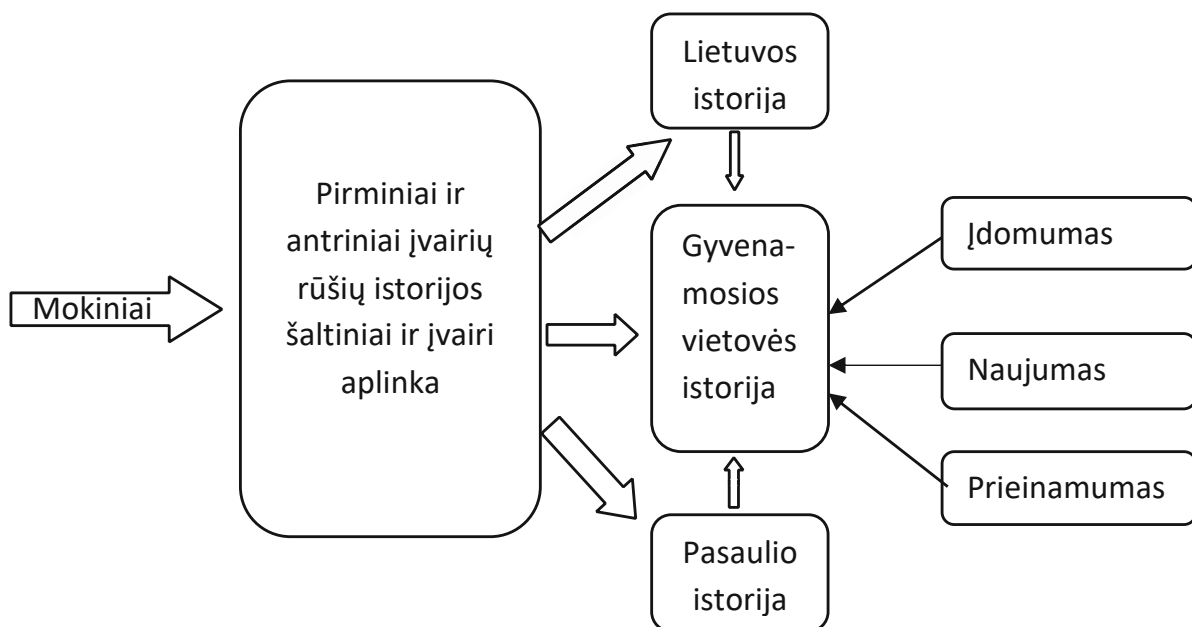 Mokiniai
Pirminiai ir
antriniai įvairių
rūšių istorijos
šaltiniai ir įvairi
aplinka
Lietuvos
istorija
Gyvena-
mosios
vietovės
istorija
Pasaulio
istorija
Įdomumas
Naujumas
Prieinamumas